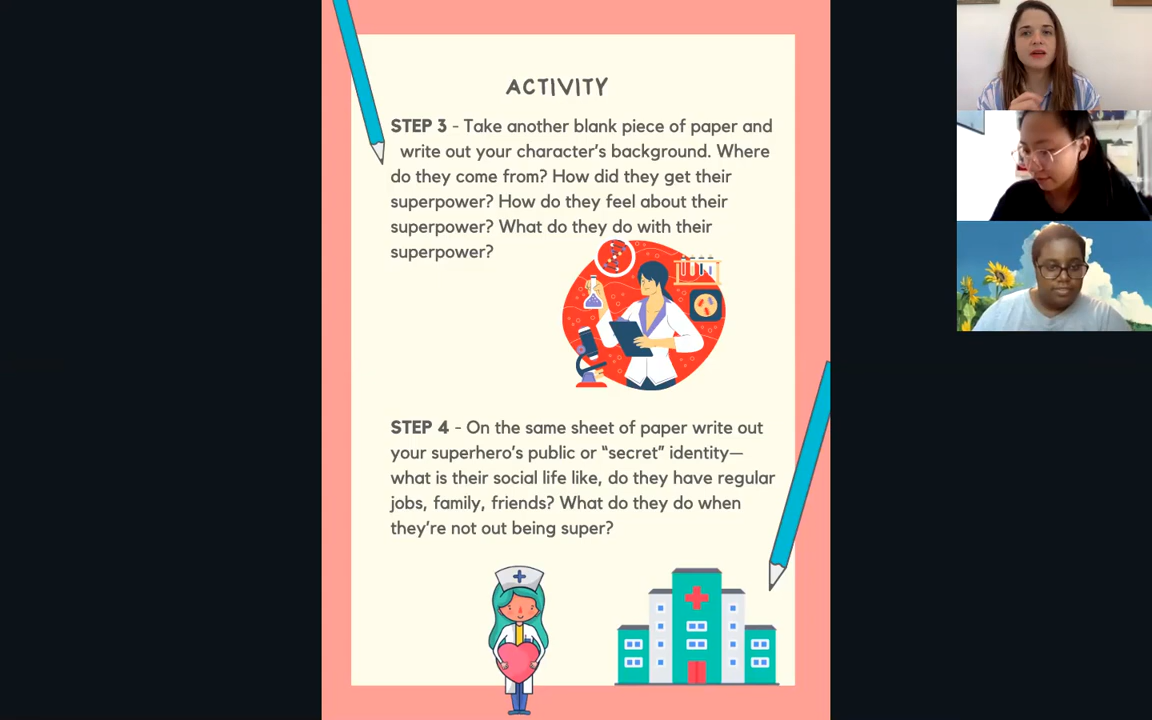 ACTIVITY
STEP 3 - Take another blank piece of paper and
write out your character's background. Where
do they come from? How did they get their
superpower? How do they feel about their
superpower? What do they do with their
superpower?
STEP 4 - On the same sheet of paper write out
your superhero's public or “secret” identity—
what is their social life like, do they have regular
jobs, family, friends? What do they do when
they're not out being super?